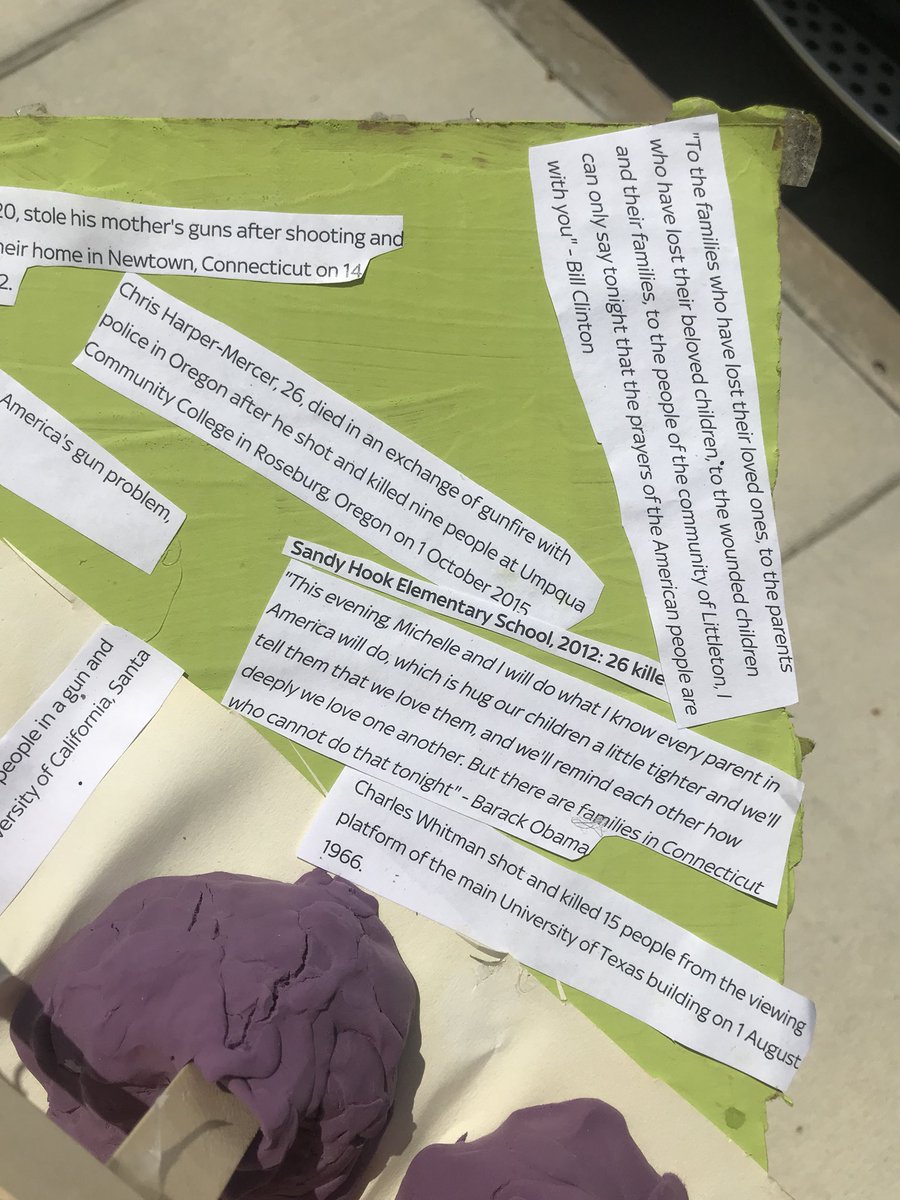 20, stole his mother's guns after shooting and
heir home in Newtown, Connecticut on 14
2.
Chris Harper-Mercer, 26, died in an exchange of gunfire with
police in Oregon after he shot and killed nine people at Umpqua
Community College in Roseburg, Oregon on 1 October 2015
America's gun problem,
"To the families who have lost their loved ones, to the parents
who have lost their beloved children, to the wounded children
and their families, to the people of the community of Littleton, I
can only say tonight that the prayers of the American people are
with you" - Bill Clinton
Sandy Hook Elementary School, 2012: 26 kille
"This evening, Michelle and I will do what I know every parent in
America will do, which is hug our children a little tighter and we'll
tell them that we love them, and we'll remind each other how
deeply we love one another. But there are families in Connecticut
who cannot do that tonight" - Barack Obama
people in a gun and
versity of California, Santa
Charles Whitman shot and killed 15 people from the viewing
platform of the main University of Texas building on 1 August
1966.